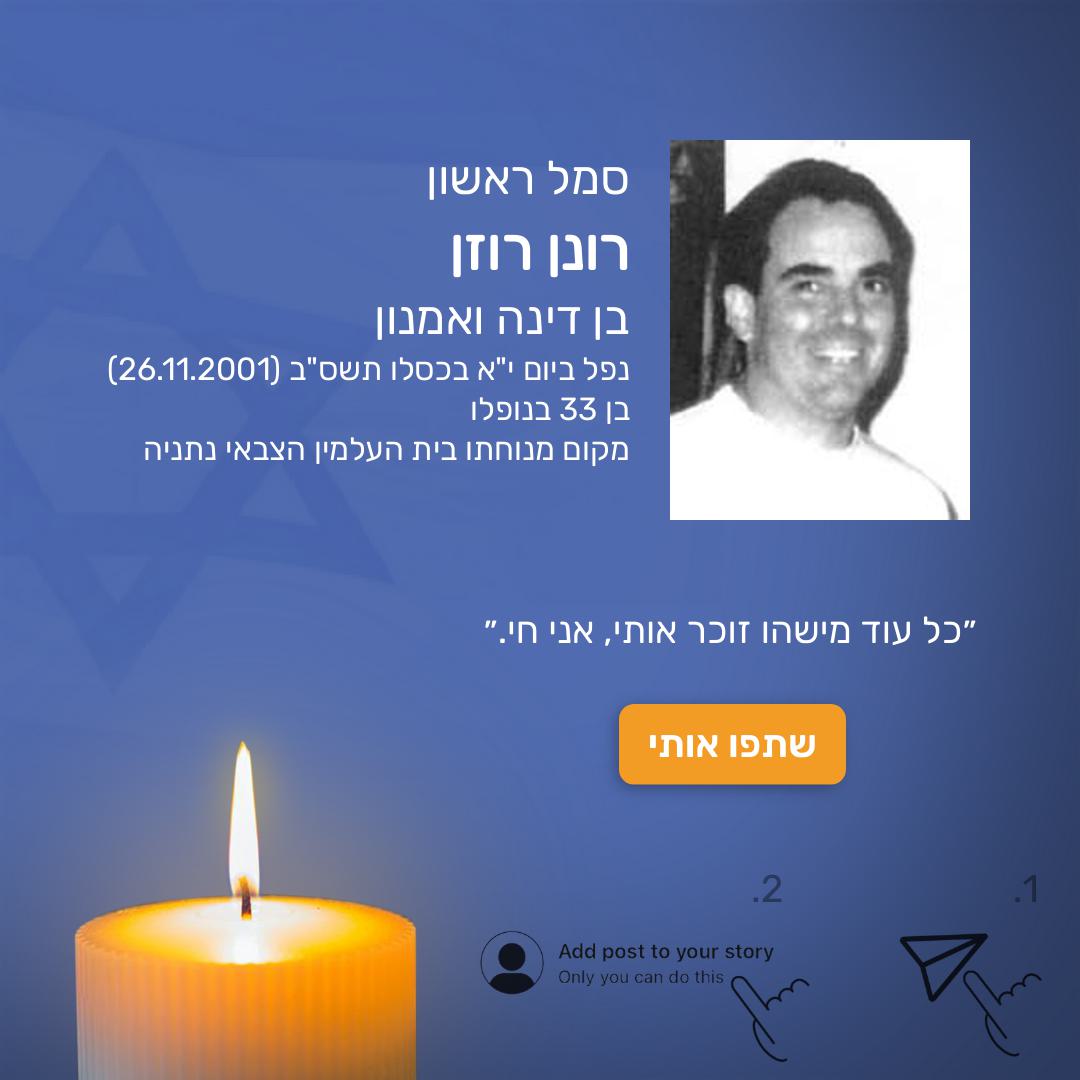 סמל ראשון
רונן רוזן
בן דינה ואמנון
נפל ביום י"א בכסלו תשס"ב (26.11.2001)
בן 33 בנופלו
מקום מנוחתו בית העלמין הצבאי נתניה
״כל עוד מישהו זוכר אותי, אני חי.״
שתפו אותי
1.
2.
Add post to your story
Only you can do this